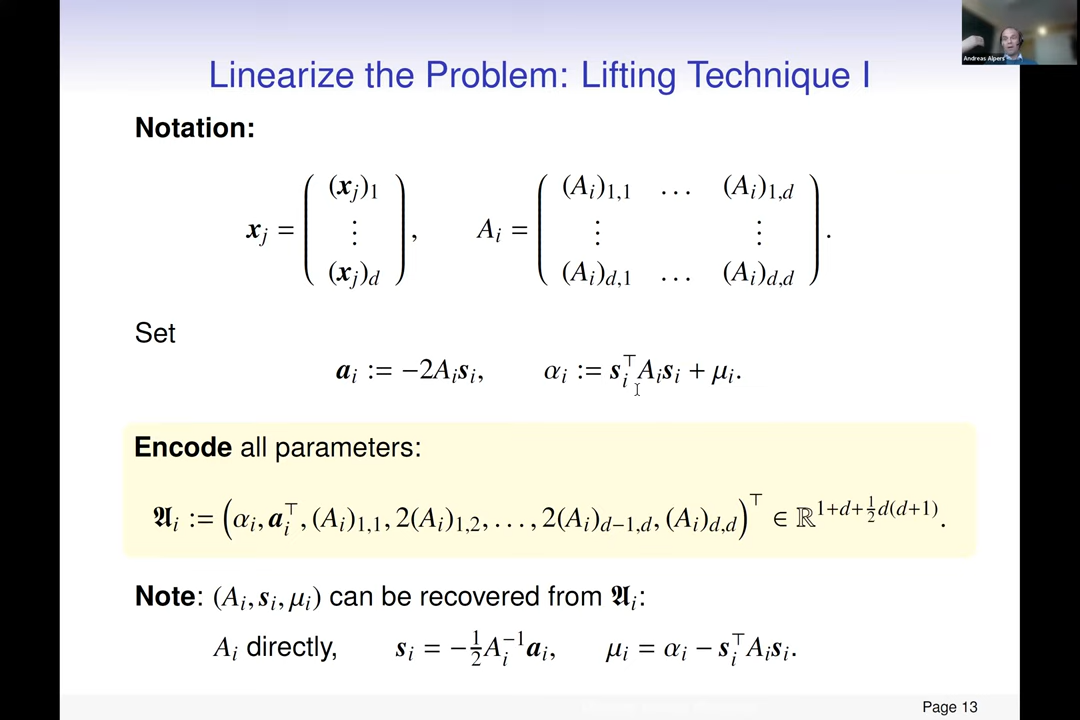 Andreas Alpers
Linearize the Problem: Lifting Technique I
Notation:
x_j = ( (x_j)_1 ⋮ (x_j)_d ), A_i = ( (A_i)_{1,1} … (A_i)_{1,d} ⋮ ⋮ (A_i)_{d,1} … (A_i)_{d,d} ).
Set
a_i := −2A_i s_i, α_i := s_i^⊤ A_i s_i + μ_i.
Encode all parameters:
𝔄_i := (α_i, a_i^⊤, (A_i)_{1,1}, 2(A_i)_{1,2}, …, 2(A_i)_{d−1,d}, (A_i)_{d,d})^⊤ ∈ ℝ^{1+d+½d(d+1)}.
Note: (A_i, s_i, μ_i) can be recovered from 𝔄_i:
A_i directly, s_i = −½A_i^{−1}a_i, μ_i = α_i − s_i^⊤ A_i s_i.
Page 13